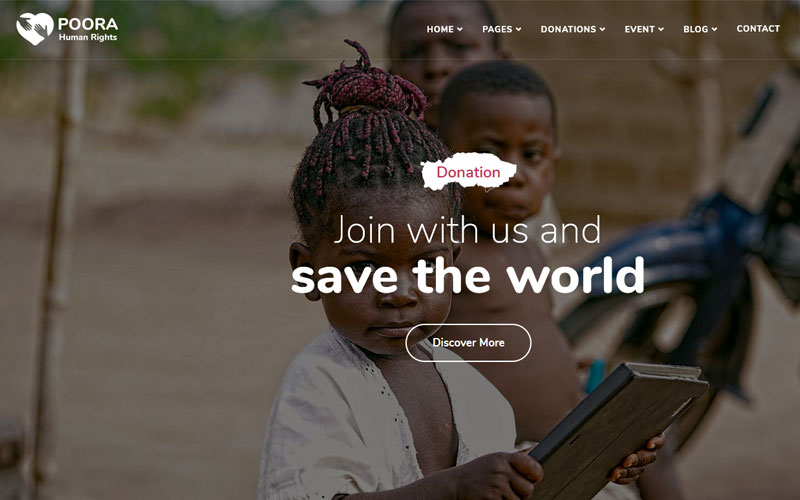 POORA
Human Rights
HOME PAGES DONATIONS EVENT BLOG CONTACT
Donation
Join with us and
save the world
Discover More